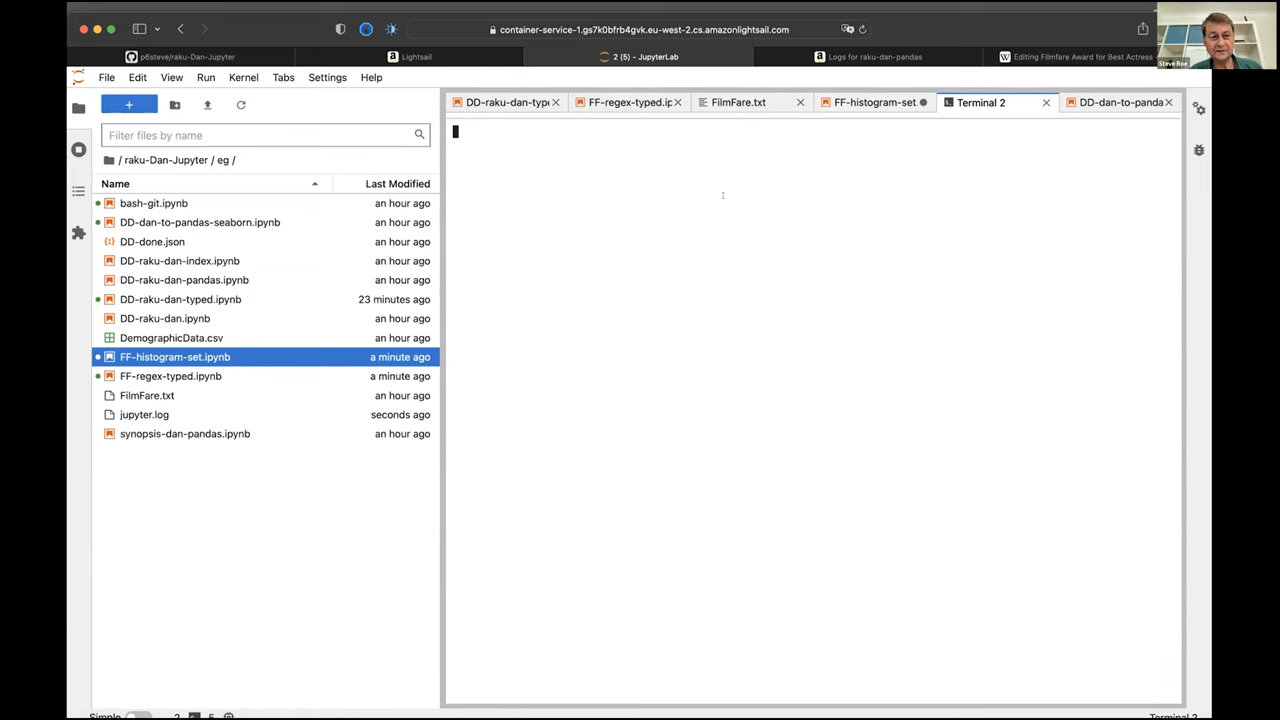 container-service-1.gs7k0bfrb4gvk.eu-west-2.cs.amazonlightsail.com
p6steve/raku-Dan-Jupyter
Lightsail
2 (5) - JupyterLab
Logs for raku-dan-pandas
Editing Filmfare Award for Best Actress
Steve Roe
File Edit View Run Kernel Tabs Settings Help
DD-raku-dan-type
FF-regex-typed.ip
FilmFare.txt
FF-histogram-set.
Terminal 2
DD-dan-to-panda
Filter files by name
/ raku-Dan-Jupyter / eg /
Name Last Modified
bash-git.ipynb an hour ago
DD-dan-to-pandas-seaborn.ipynb an hour ago
DD-done.json an hour ago
DD-raku-dan-index.ipynb an hour ago
DD-raku-dan-pandas.ipynb an hour ago
DD-raku-dan-typed.ipynb 23 minutes ago
DD-raku-dan.ipynb an hour ago
DemographicData.csv an hour ago
FF-histogram-set.ipynb a minute ago
FF-regex-typed.ipynb a minute ago
FilmFare.txt an hour ago
jupyter.log seconds ago
synopsis-dan-pandas.ipynb an hour ago
Simple 2 5 Terminal 2